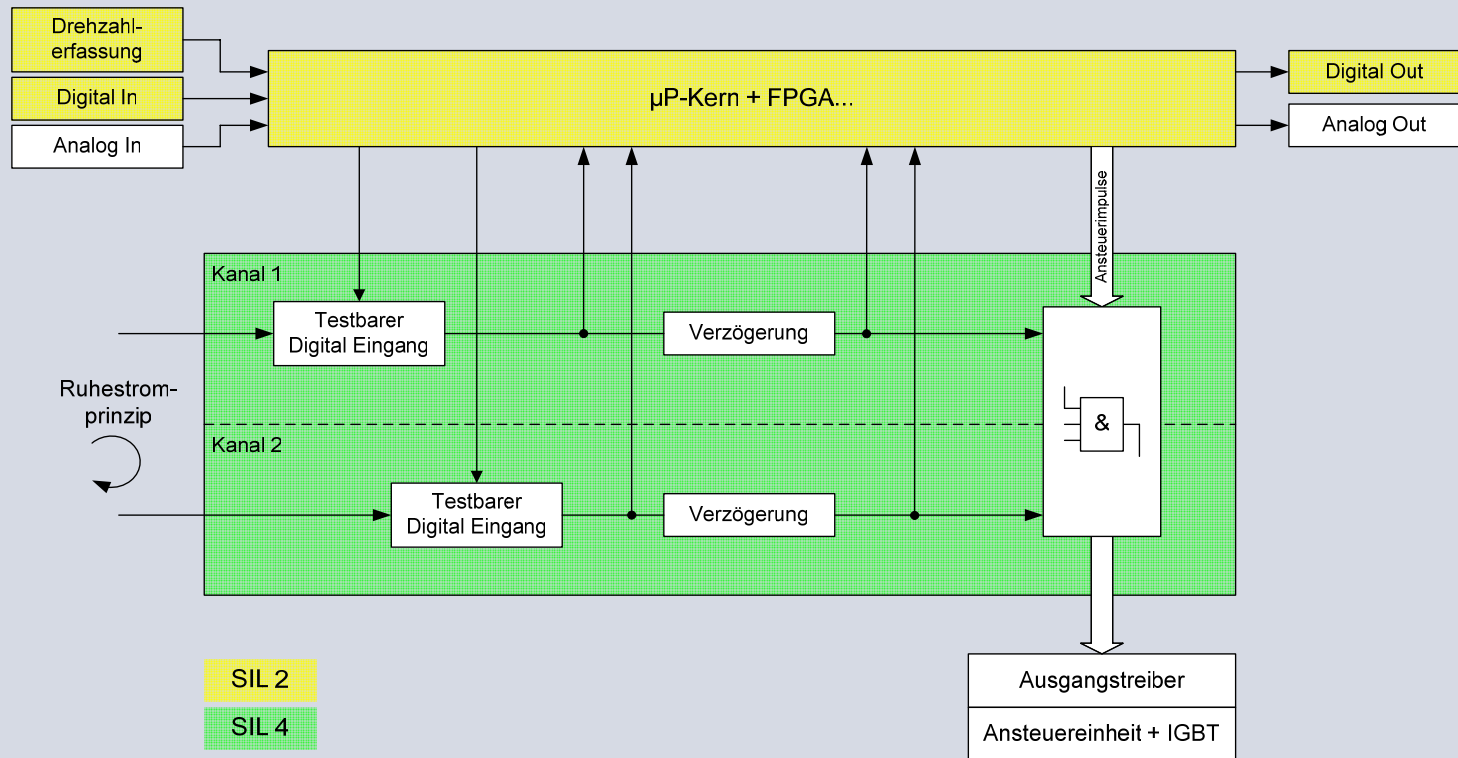 Drehzahl-
erfassung
Digital In
Analog In
µP-Kern + FPGA...
Digital Out
Analog Out
Ansteuerimpulse
Kanal 1
Testbarer
Digital Eingang
Verzögerung
Ruhestrom-
prinzip
&
Kanal 2
Testbarer
Digital Eingang
Verzögerung
SIL 2
SIL 4
Ausgangstreiber
Ansteuereinheit + IGBT